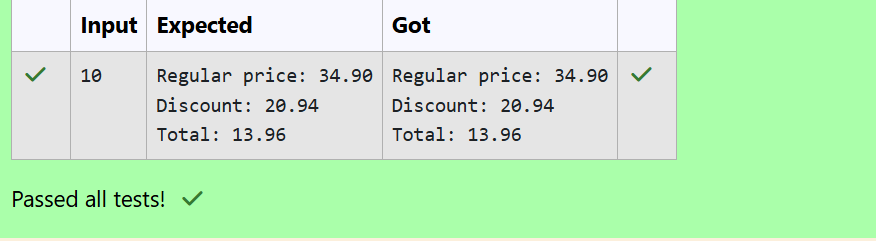 Input Expected Got
10 Regular price: 34.90 Regular price: 34.90
Discount: 20.94 Discount: 20.94
Total: 13.96 Total: 13.96
Passed all tests!